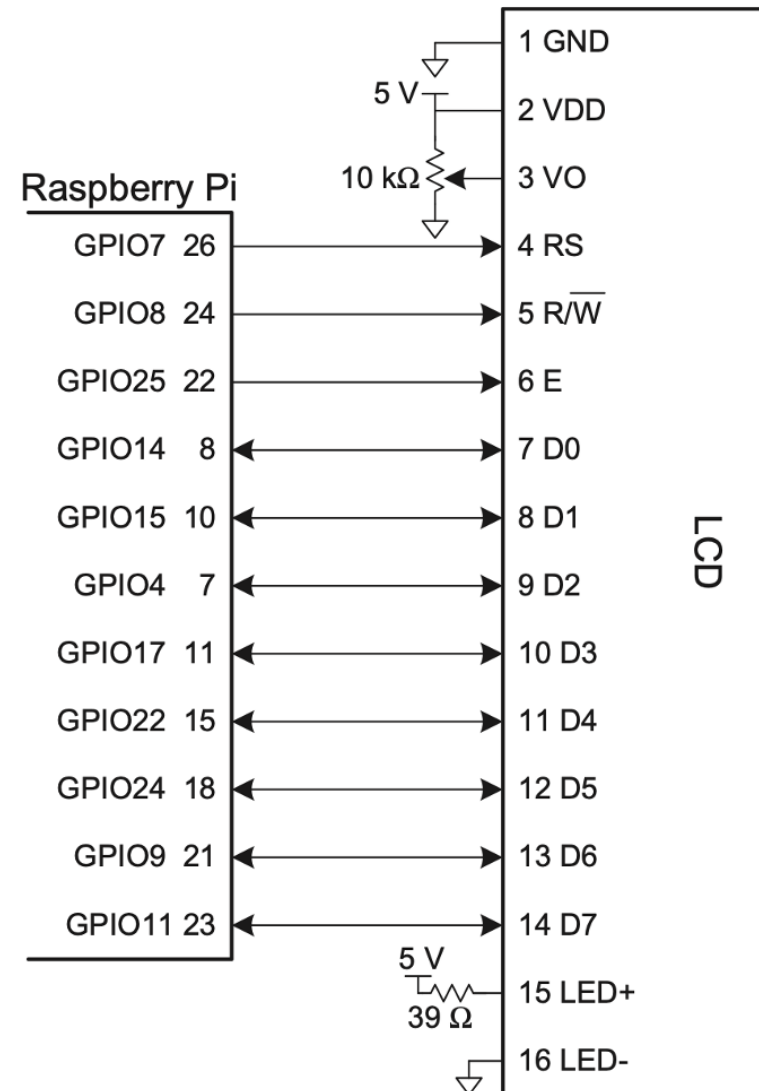 1 GND
5 V
2 VDD
10 kΩ
3 VO
Raspberry Pi
GPIO7 26
4 RS
GPIO8 24
5 R/W̅
GPIO25 22
6 E
GPIO14 8
7 D0
GPIO15 10
8 D1
GPIO4 7
9 D2
GPIO17 11
10 D3
GPIO22 15
11 D4
GPIO24 18
12 D5
GPIO9 21
13 D6
GPIO11 23
14 D7
LCD
5 V
15 LED+
39 Ω
16 LED-